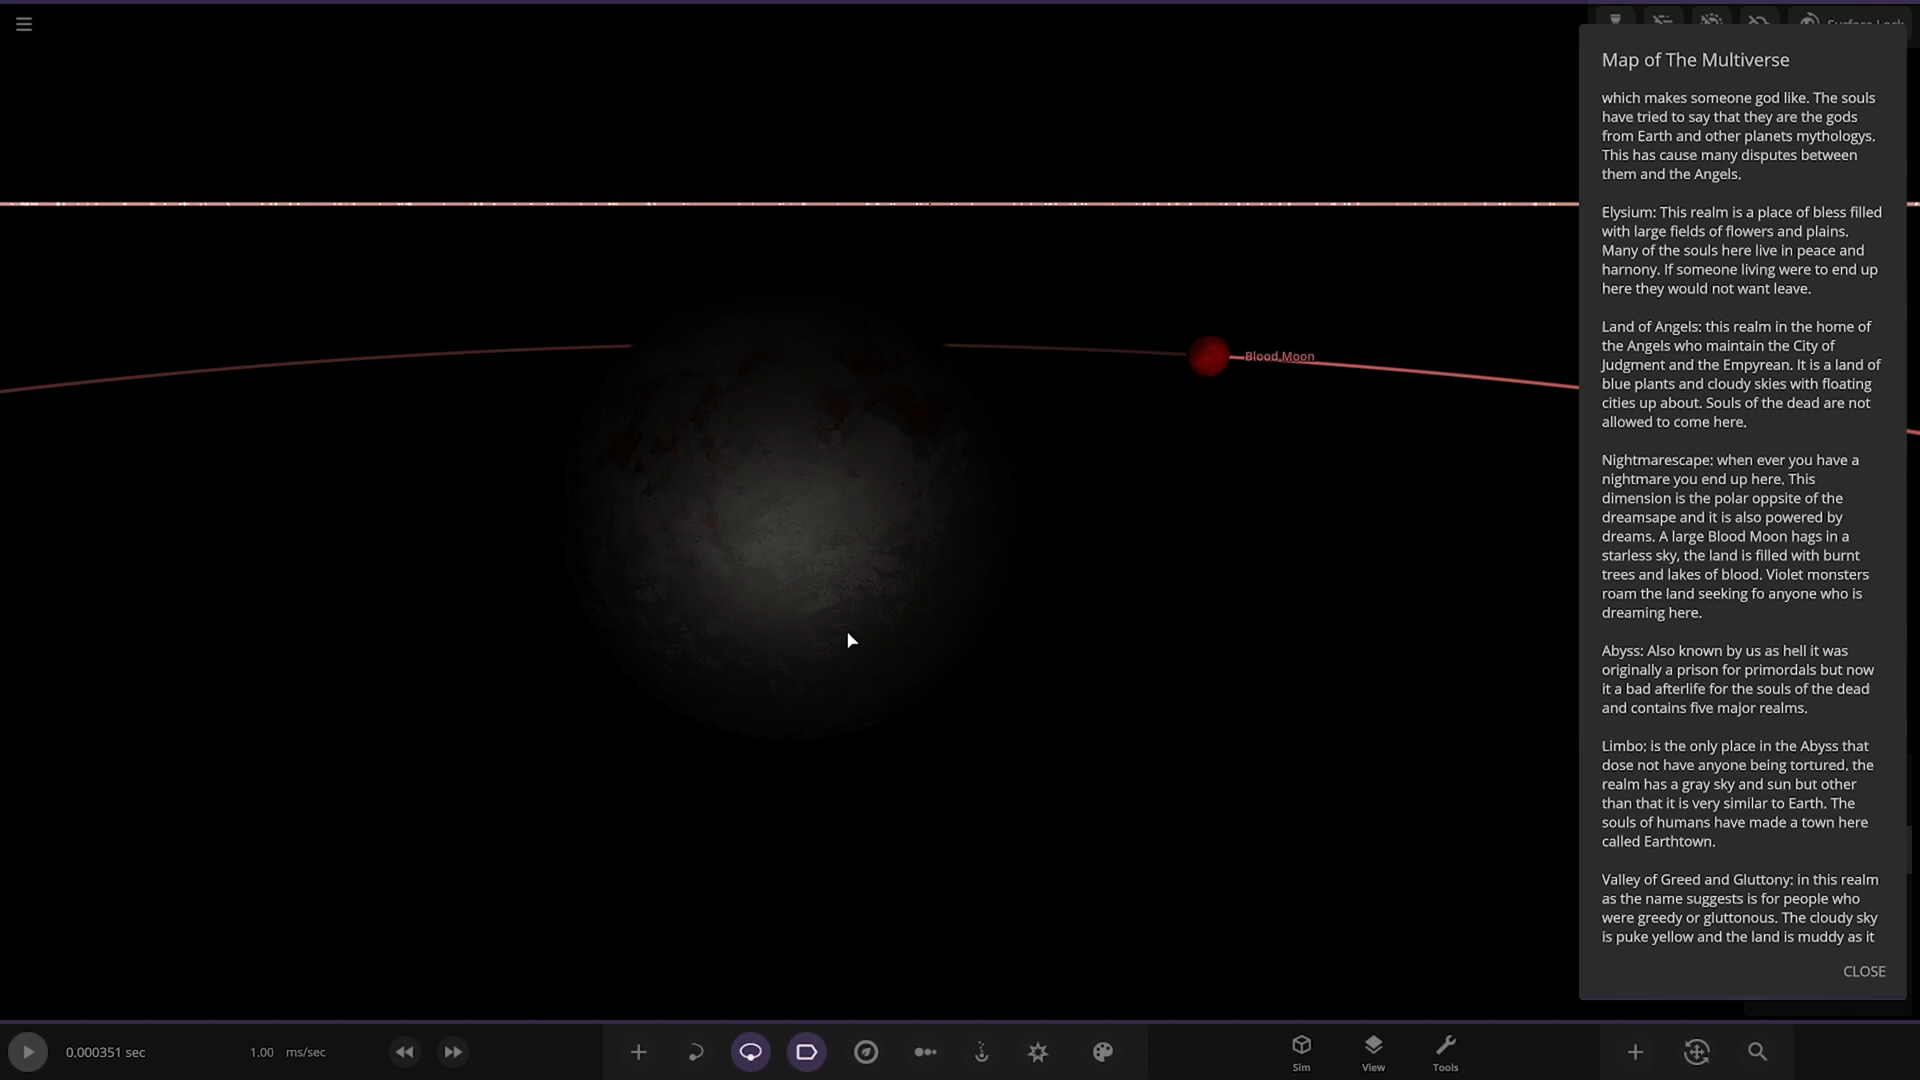 Surface Lock
Map of The Multiverse
which makes someone god like. The souls
have tried to say that they are the gods
from Earth and other planets mythologys.
This has cause many disputes between
them and the Angels.
Elysium: This realm is a place of bless filled
with large fields of flowers and plains.
Many of the souls here live in peace and
harnony. If someone living were to end up
here they would not want leave.
Land of Angels: this realm in the home of
the Angels who maintain the City of
Judgment and the Empyrean. It is a land of
blue plants and cloudy skies with floating
cities up about. Souls of the dead are not
allowed to come here.
Nightmarescape: when ever you have a
nightmare you end up here. This
dimension is the polar oppsite of the
dreamsape and it is also powered by
dreams. A large Blood Moon hags in a
starless sky, the land is filled with burnt
trees and lakes of blood. Violet monsters
roam the land seeking fo anyone who is
dreaming here.
Abyss: Also known by us as hell it was
originally a prison for primordals but now
it a bad afterlife for the souls of the dead
and contains five major realms.
Limbo: is the only place in the Abyss that
dose not have anyone being tortured, the
realm has a gray sky and sun but other
than that it is very similar to Earth. The
souls of humans have made a town here
called Earthtown.
Valley of Greed and Gluttony: in this realm
as the name suggests is for people who
were greedy or gluttonous. The cloudy sky
is puke yellow and the land is muddy as it
CLOSE
Blood Moon
0.000351 sec
1.00 ms/sec
Sim
View
Tools